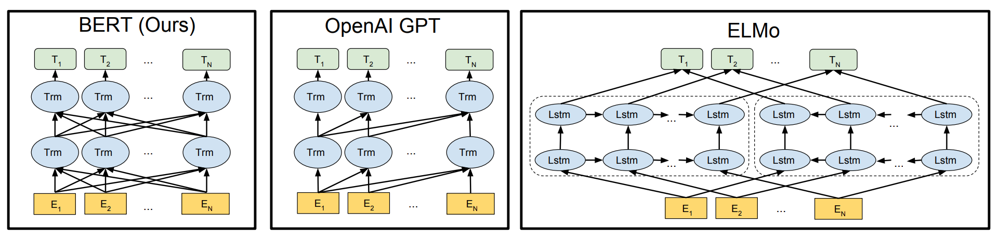 BERT (Ours)
T1 T2 ... TN
Trm Trm ... Trm
Trm Trm ... Trm
E1 E2 ... EN
OpenAI GPT
T1 T2 ... TN
Trm Trm ... Trm
Trm Trm ... Trm
E1 E2 ... EN
ELMo
T1 T2 ... TN
Lstm Lstm ... Lstm Lstm Lstm ... Lstm
Lstm Lstm ... Lstm Lstm Lstm ... Lstm
E1 E2 ... EN